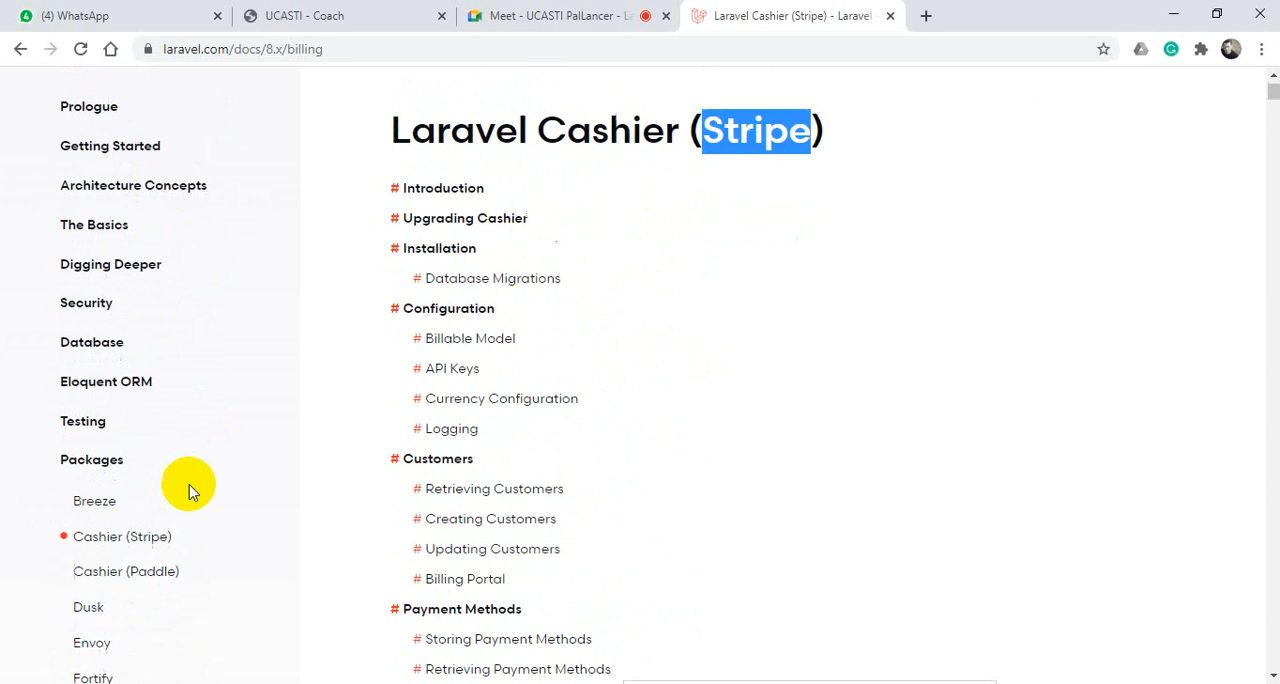 (4) WhatsApp
UCASTI - Coach
Meet - UCASTI PalLancer - La
Laravel Cashier (Stripe) - Laravel -
laravel.com/docs/8.x/billing
Prologue
Getting Started
Architecture Concepts
The Basics
Digging Deeper
Security
Database
Eloquent ORM
Testing
Packages
Breeze
Cashier (Stripe)
Cashier (Paddle)
Dusk
Envoy
Fortify
Laravel Cashier (Stripe)
# Introduction
# Upgrading Cashier
# Installation
# Database Migrations
# Configuration
# Billable Model
# API Keys
# Currency Configuration
# Logging
# Customers
# Retrieving Customers
# Creating Customers
# Updating Customers
# Billing Portal
# Payment Methods
# Storing Payment Methods
# Retrieving Payment Methods